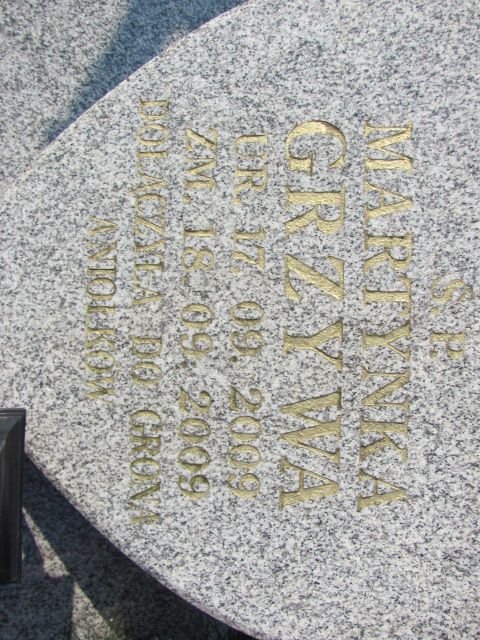 Ś.P.
MARTYNKA
GRZYWA
UR. 17. 09. 2009
ZM. 18. 09 2009
DOŁĄCZYŁA DO GRONA
ANIOŁKÓW